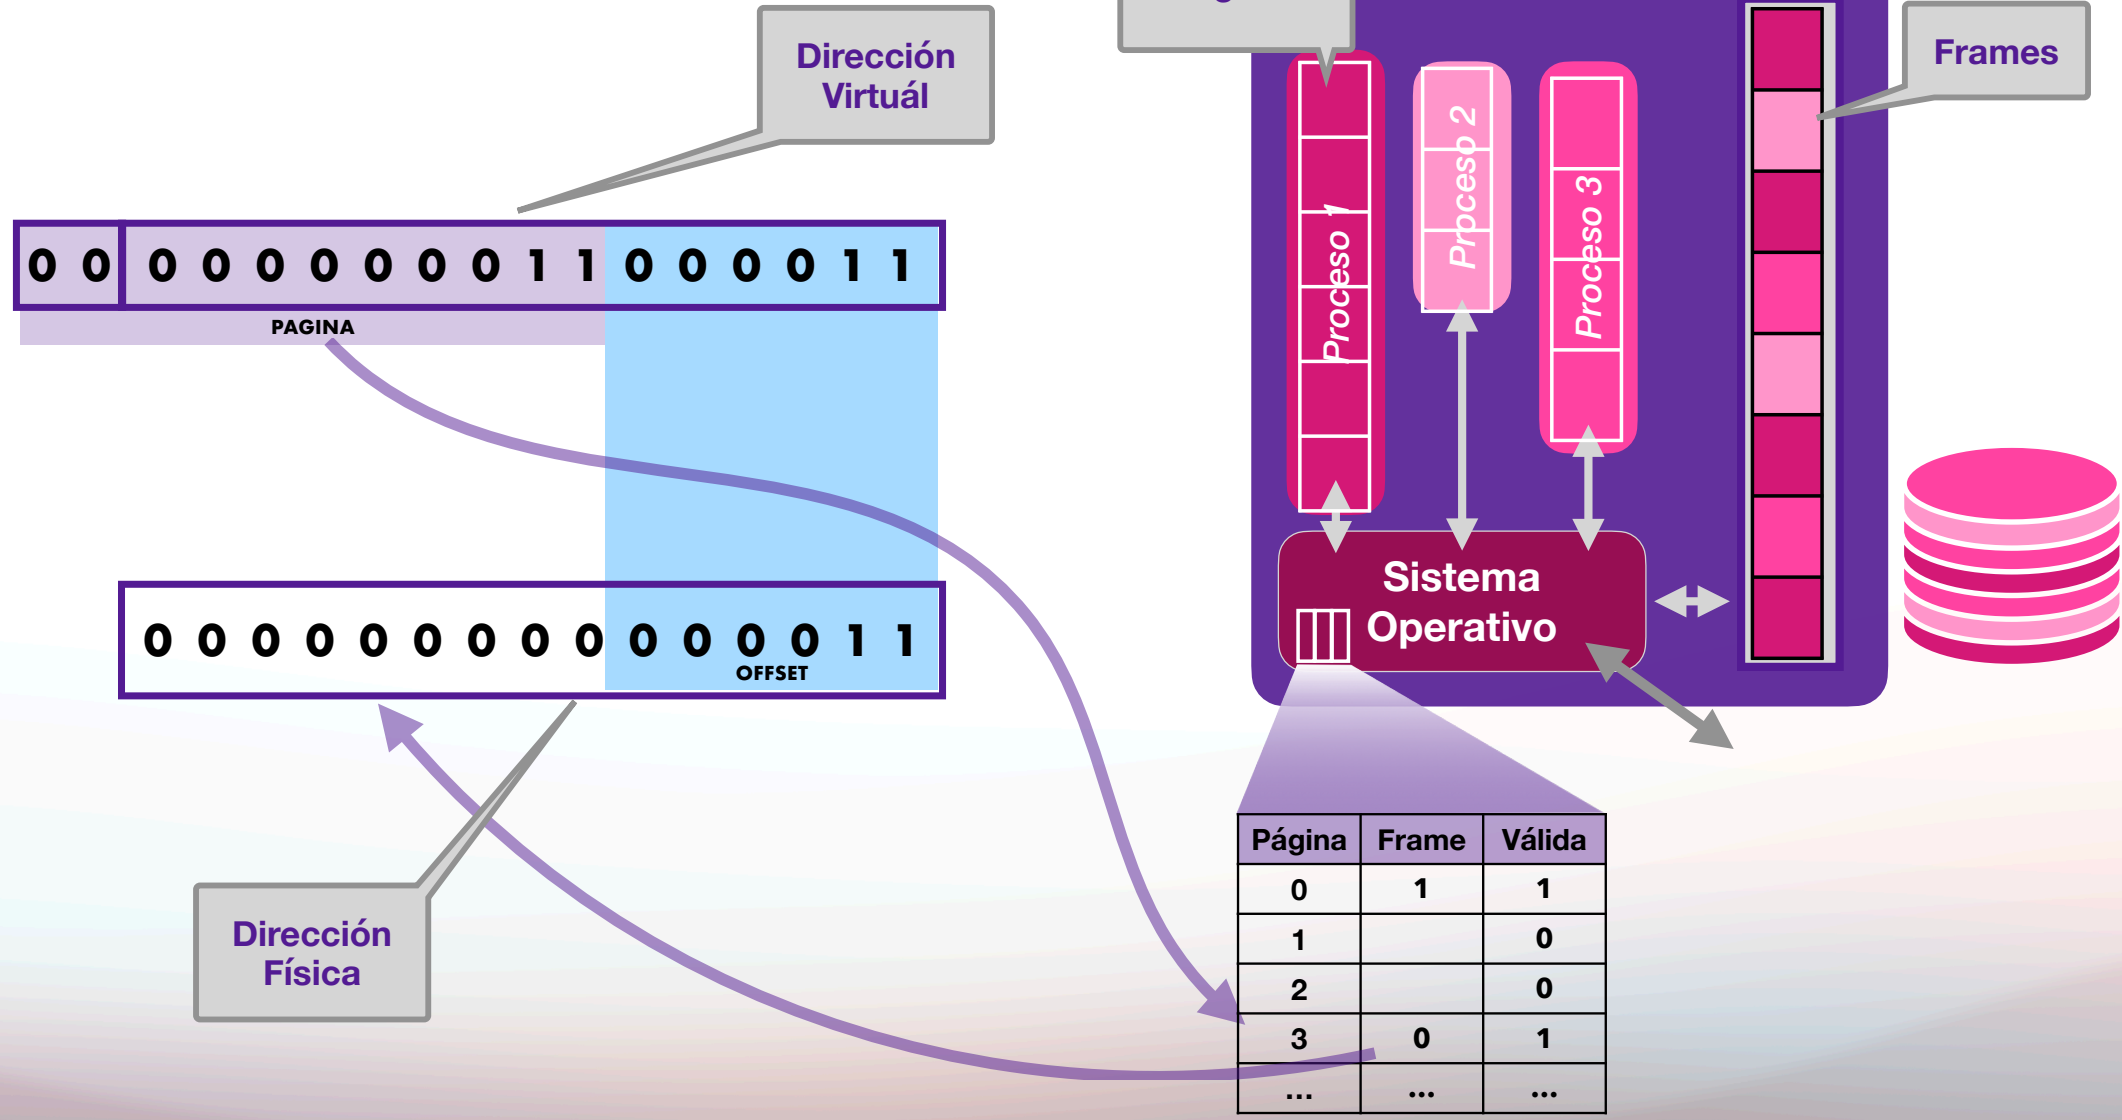 Dirección
Virtuál
Frames
0 0 0 0 0 0 0 0 0 1 1 0 0 0 0 1 1
PAGINA
Proceso 1
Proceso 2
Proceso 3
Sistema
Operativo
0 0 0 0 0 0 0 0 0 0 0 0 0 1 1
OFFSET
Dirección
Física
Página Frame Válida
0 1 1
1 0
2 0
3 0 1
... ... ...